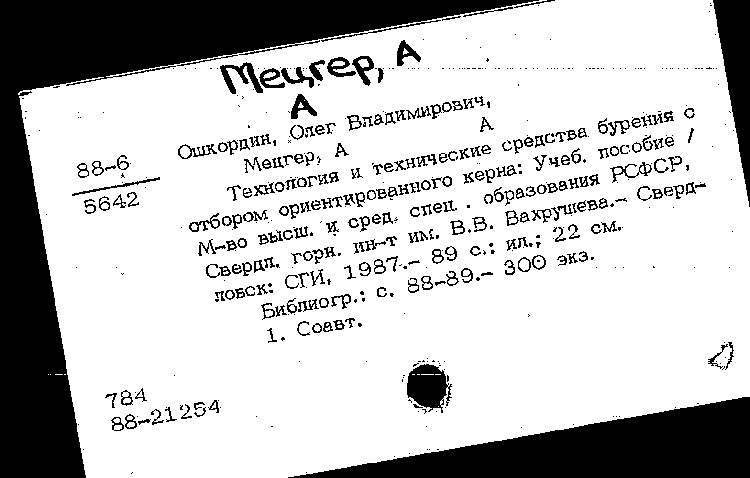 Мецгер, А
А
88-6
5642
Ошкордин, Олег Владимирович,
Мецгер, А А
Технология и технические средства бурения с
отбором ориентированного керна: Учеб. пособие /
М-во высш. и сред. спец. образования РСФСР,
Свердл. горн. ин-т им. В.В. Вахрушева.- Сверд-
ловск: СГИ, 1987.- 89 с.: ил.; 22 см.
Библиогр.: с. 88-89.- 300 экз.
1. Соавт.
784
88-21254